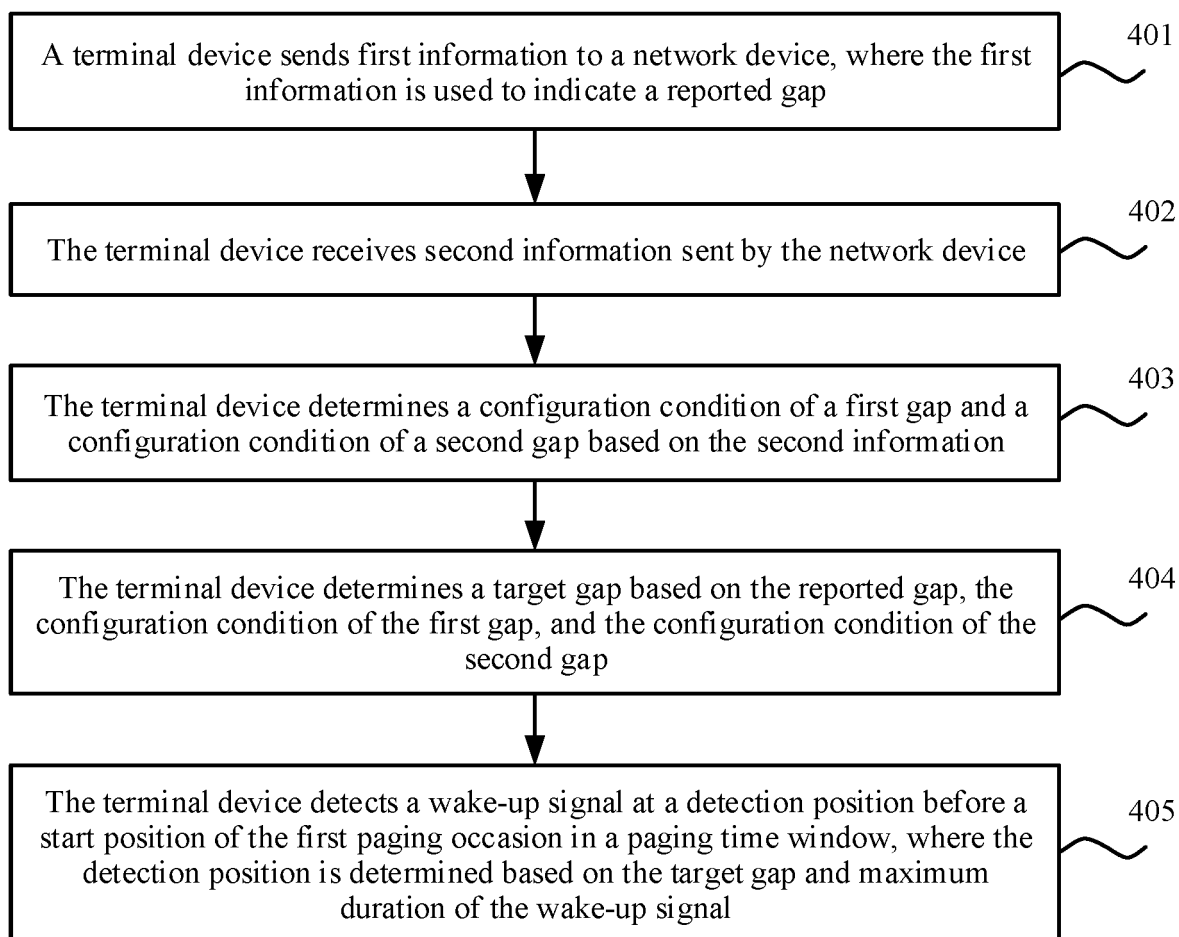 A terminal device sends first information to a network device, where the first
information is used to indicate a reported gap
401
The terminal device receives second information sent by the network device
402
The terminal device determines a configuration condition of a first gap and a
configuration condition of a second gap based on the second information
403
The terminal device determines a target gap based on the reported gap, the
configuration condition of the first gap, and the configuration condition of the
second gap
404
The terminal device detects a wake-up signal at a detection position before a
start position of the first paging occasion in a paging time window, where the
detection position is determined based on the target gap and maximum
duration of the wake-up signal
405